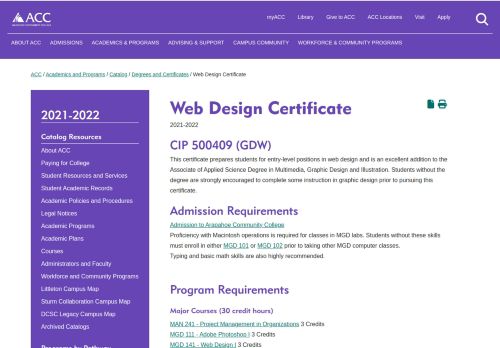 myACC Library Give to ACC ACC Locations Visit Apply
ACC
ABOUT ACC ADMISSIONS ACADEMICS & PROGRAMS ADVISING & SUPPORT CAMPUS COMMUNITY WORKFORCE & COMMUNITY PROGRAMS
ACC / Academics and Programs / Catalog / Degrees and Certificates / Web Design Certificate
2021-2022
Catalog Resources
About ACC
Paying for College
Student Resources and Services
Student Academic Records
Academic Policies and Procedures
Legal Notices
Academic Programs
Academic Plans
Courses
Administrators and Faculty
Workforce and Community Programs
Littleton Campus Map
Sturm Collaboration Campus Map
DCSC Legacy Campus Map
Archived Catalogs
Programs by Pathway
Web Design Certificate
2021-2022
CIP 500409 (GDW)
This certificate prepares students for entry-level positions in web design and is an excellent addition to the
Associate of Applied Science Degree in Multimedia, Graphic Design and Illustration. Students without the
degree are strongly encouraged to complete some instruction in graphic design prior to pursuing this
certificate.
Admission Requirements
Admission to Arapahoe Community College
Proficiency with Macintosh operations is required for classes in MGD labs. Students without these skills
must enroll in either MGD 101 or MGD 102 prior to taking other MGD computer classes.
Typing and basic math skills are also highly recommended.
Program Requirements
Major Courses (30 credit hours)
MAN 241 - Project Management in Organizations 3 Credits
MGD 111 - Adobe Photoshop I 3 Credits
MGD 141 - Web Design I 3 Credits